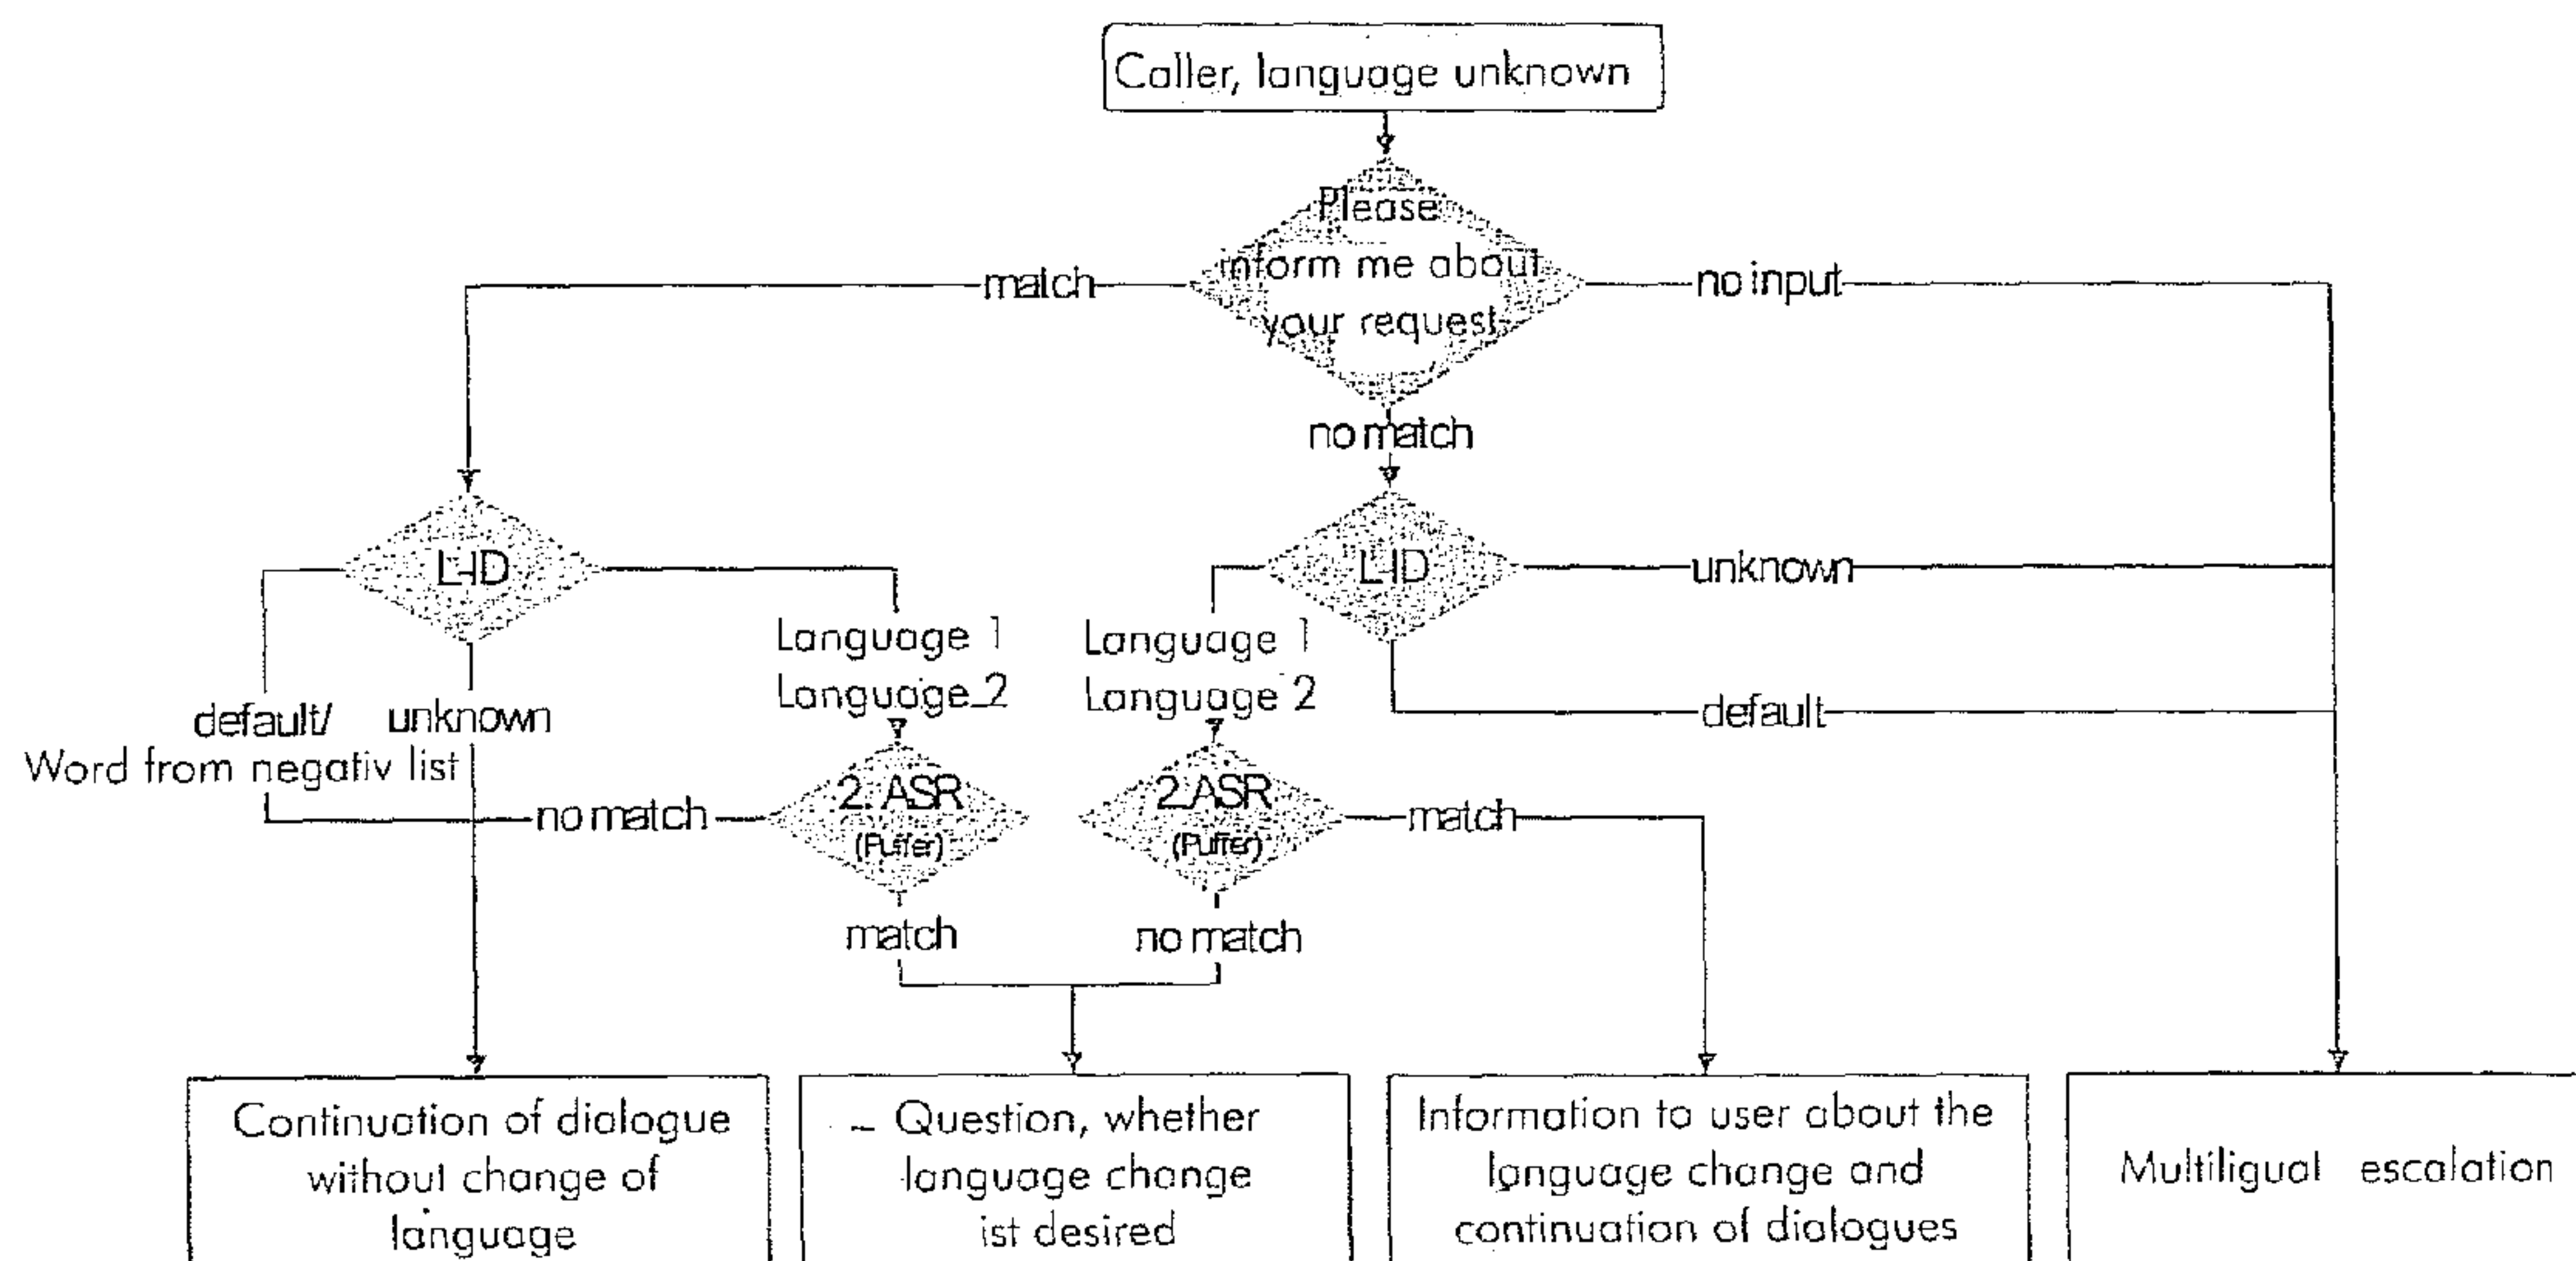 Caller, language unknown
Please
inform me about
your request
match
no input
no match
L-ID
L-ID
unknown
Language 1
Language 2
Language 1
Language 2
default/
Word from negativ list
unknown
default
no match
2. ASR
(Puffer)
2.ASR
(Puffer)
match
match
no match
Continuation of dialogue
without change of
language
Question, whether
language change
ist desired
Information to user about the
language change and
continuation of dialogues
Multiligual escalation